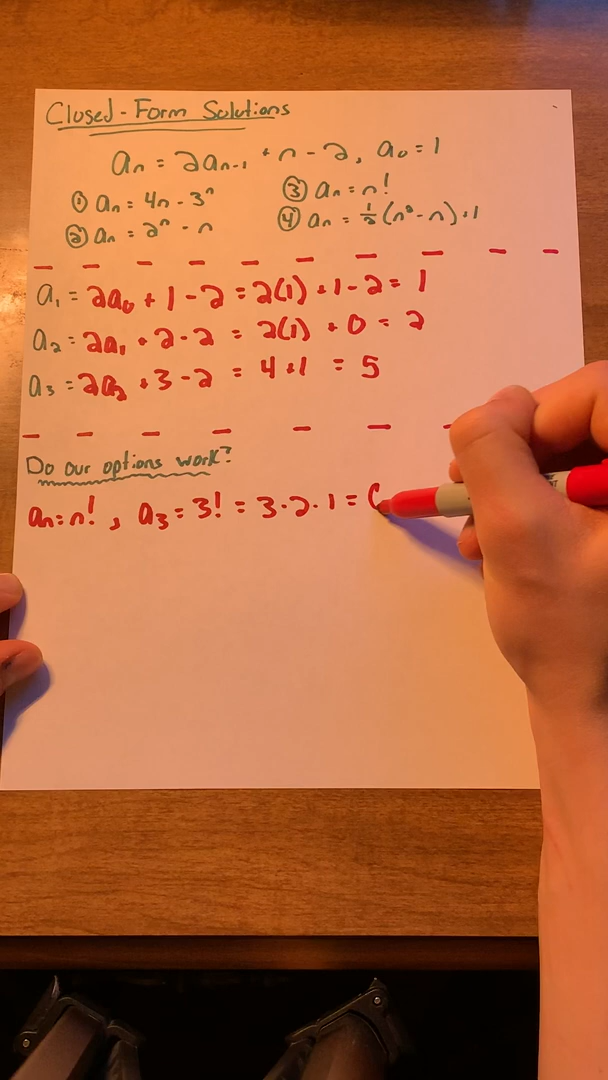 Closed-Form Solutions
aₙ = 2aₙ₋₁ + n - 2, a₀ = 1
① aₙ = 4n - 3ⁿ
③ aₙ = n!
② aₙ = 2ⁿ - n
④ aₙ = ½(n² - n) + 1
a₁ = 2a₀ + 1 - 2 = 2(1) + 1 - 2 = 1
a₂ = 2a₁ + 2 - 2 = 2(1) + 0 = 2
a₃ = 2a₂ + 3 - 2 = 4 + 1 = 5
Do our options work?
aₙ = n! , a₃ = 3! = 3·2·1 =